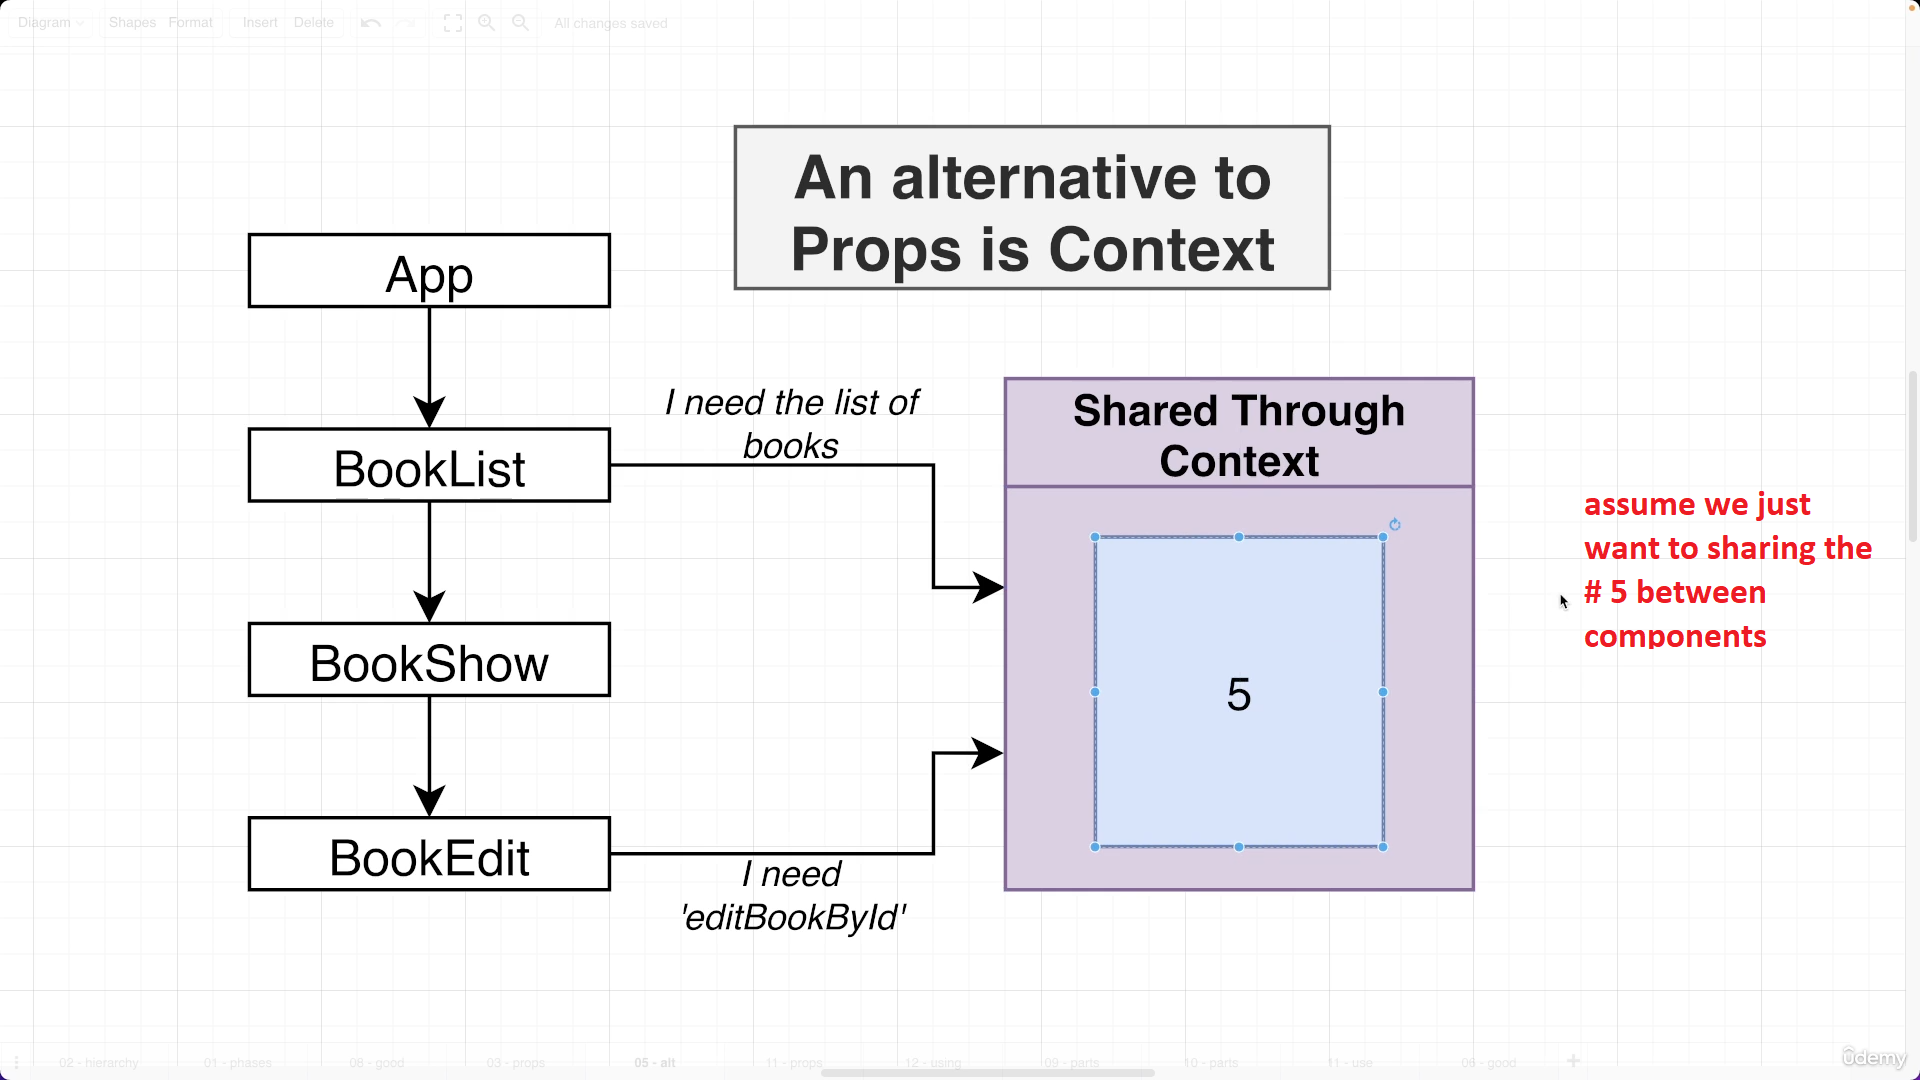 Diagram Shapes Format Insert Delete All changes saved
An alternative to
Props is Context
App
BookList
BookShow
BookEdit
I need the list of
books
I need
'editBookById'
Shared Through
Context
5
assume we just
want to sharing the
# 5 between
components
02 - hierarchy 01 - phases 08 - good 03 - props 05 - alt 11 - props 12 - using 09 - parts 10 - parts 11 - use 06 - good
ûdemy